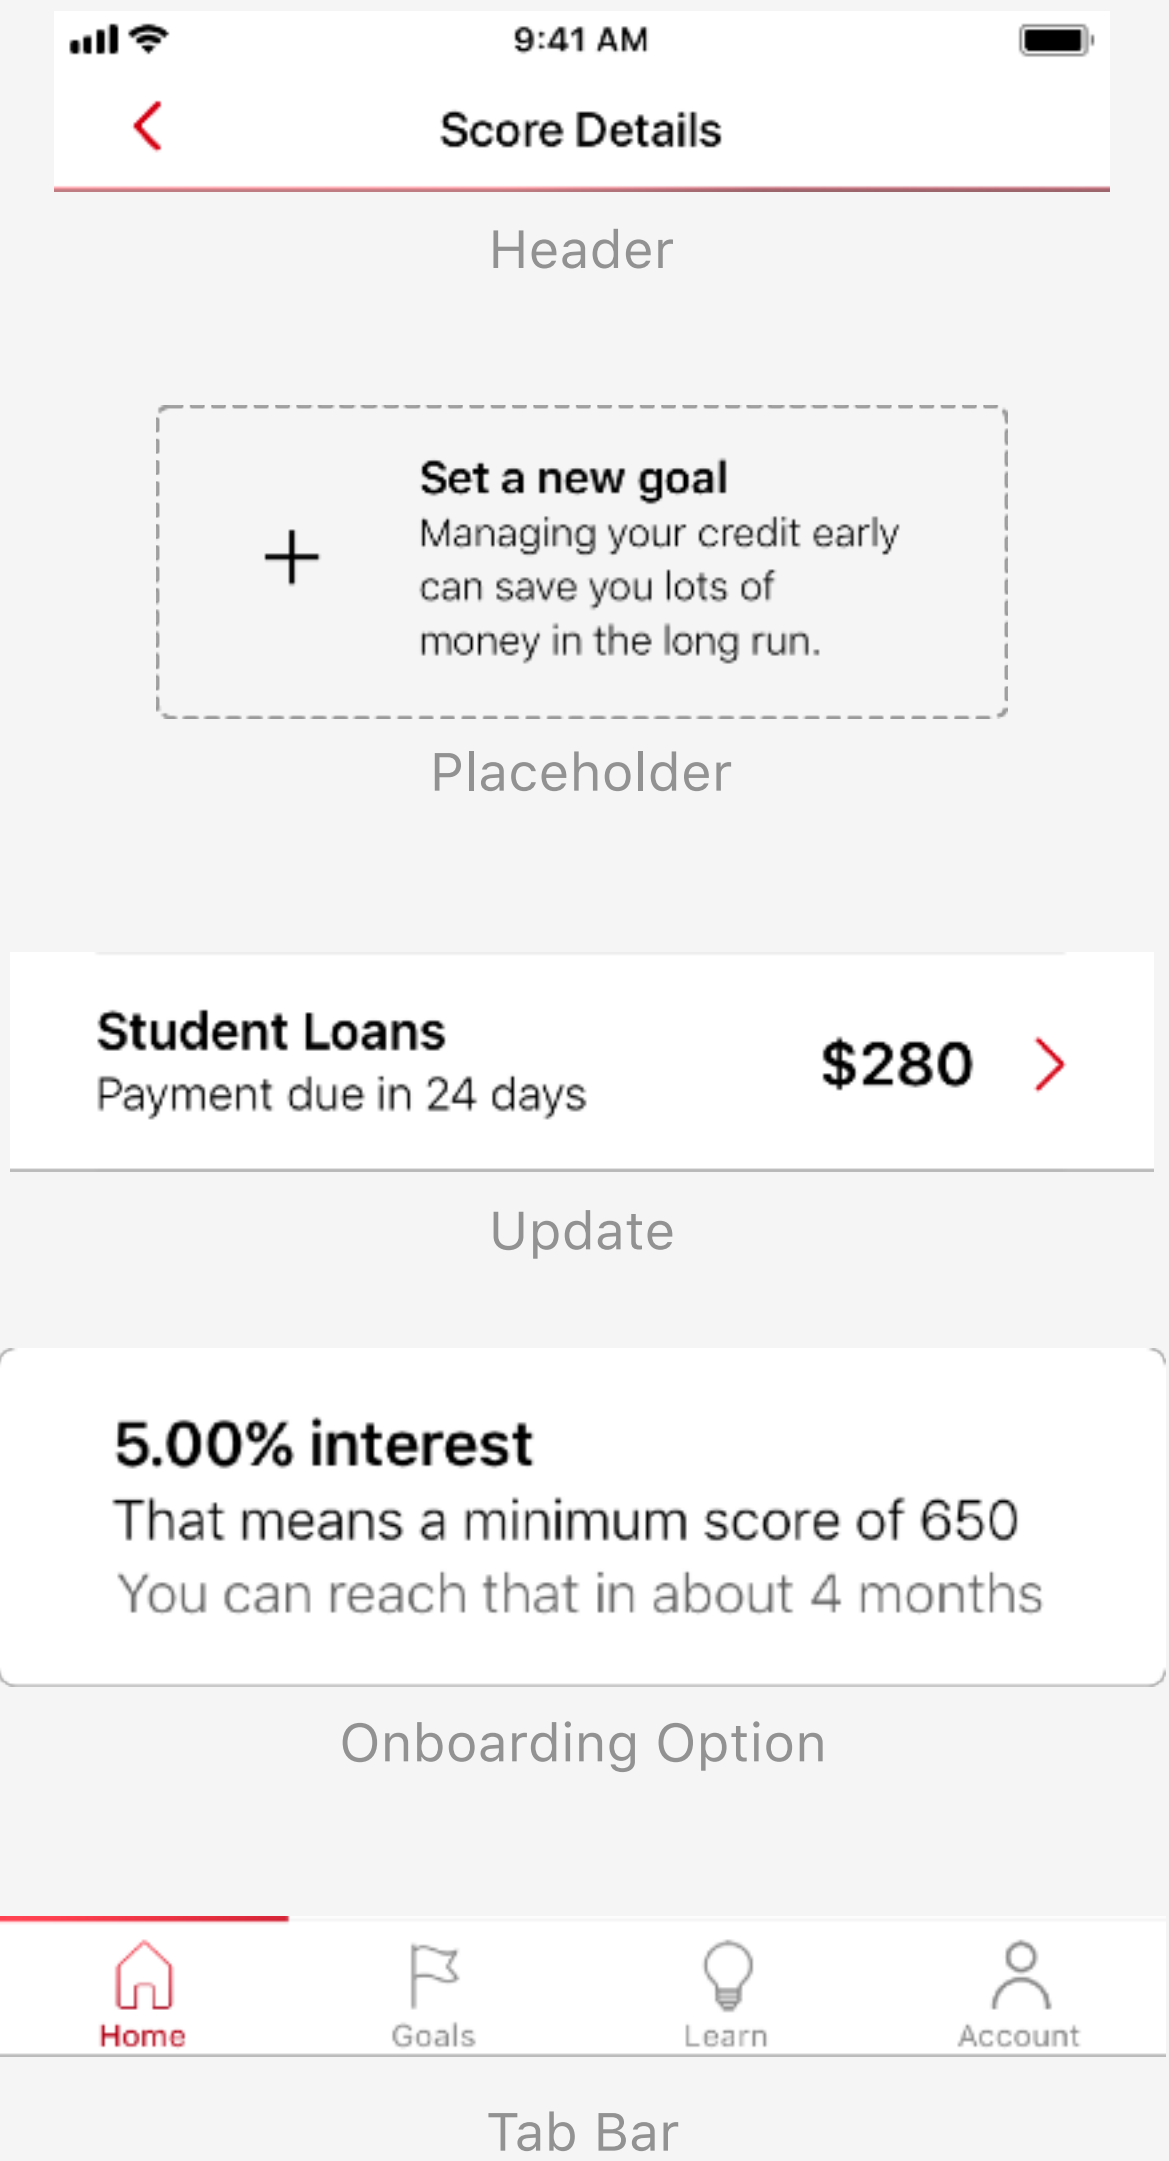 9:41 AM
Score Details
Header
Set a new goal
Managing your credit early
can save you lots of
money in the long run.
Placeholder
Student Loans
Payment due in 24 days
$280
Update
5.00% interest
That means a minimum score of 650
You can reach that in about 4 months
Onboarding Option
Home
Goals
Learn
Account
Tab Bar